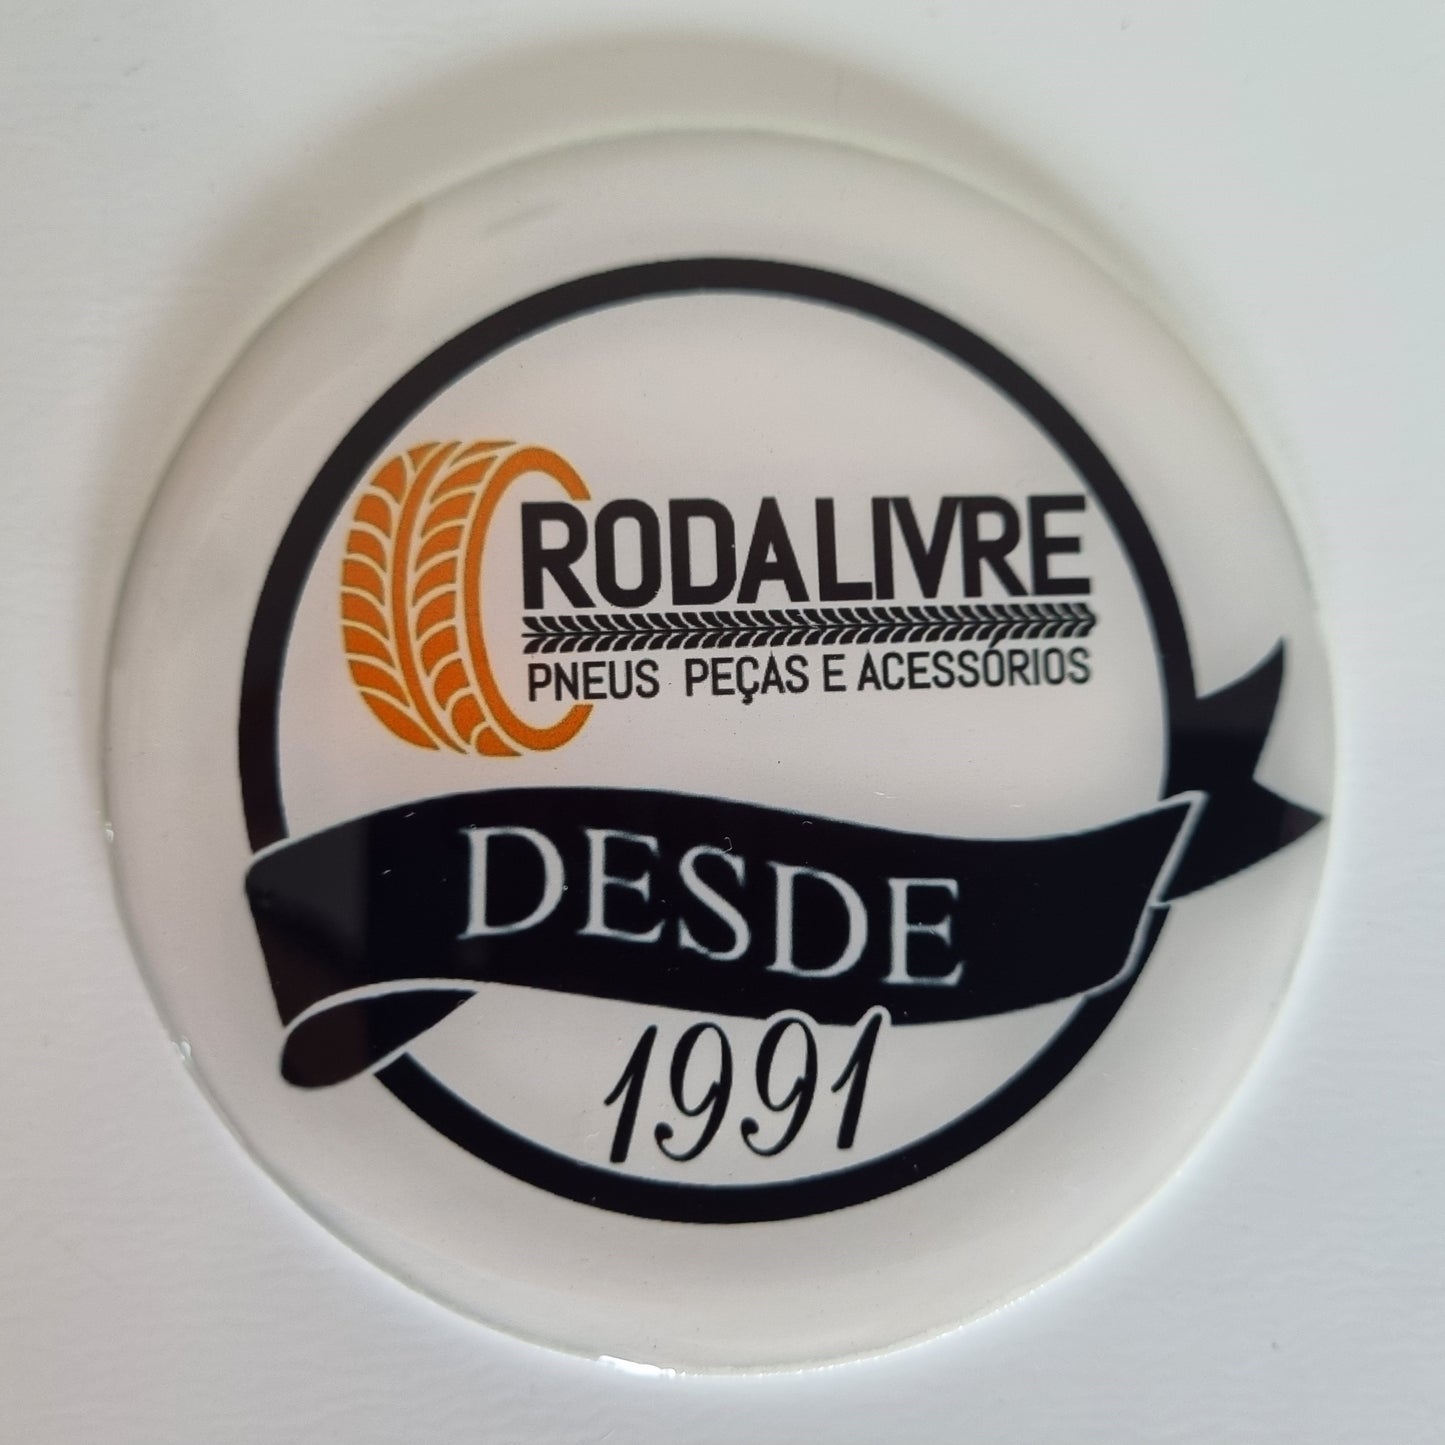 RODALIVRE
PNEUS PEÇAS E ACESSÓRIOS
DESDE
1991